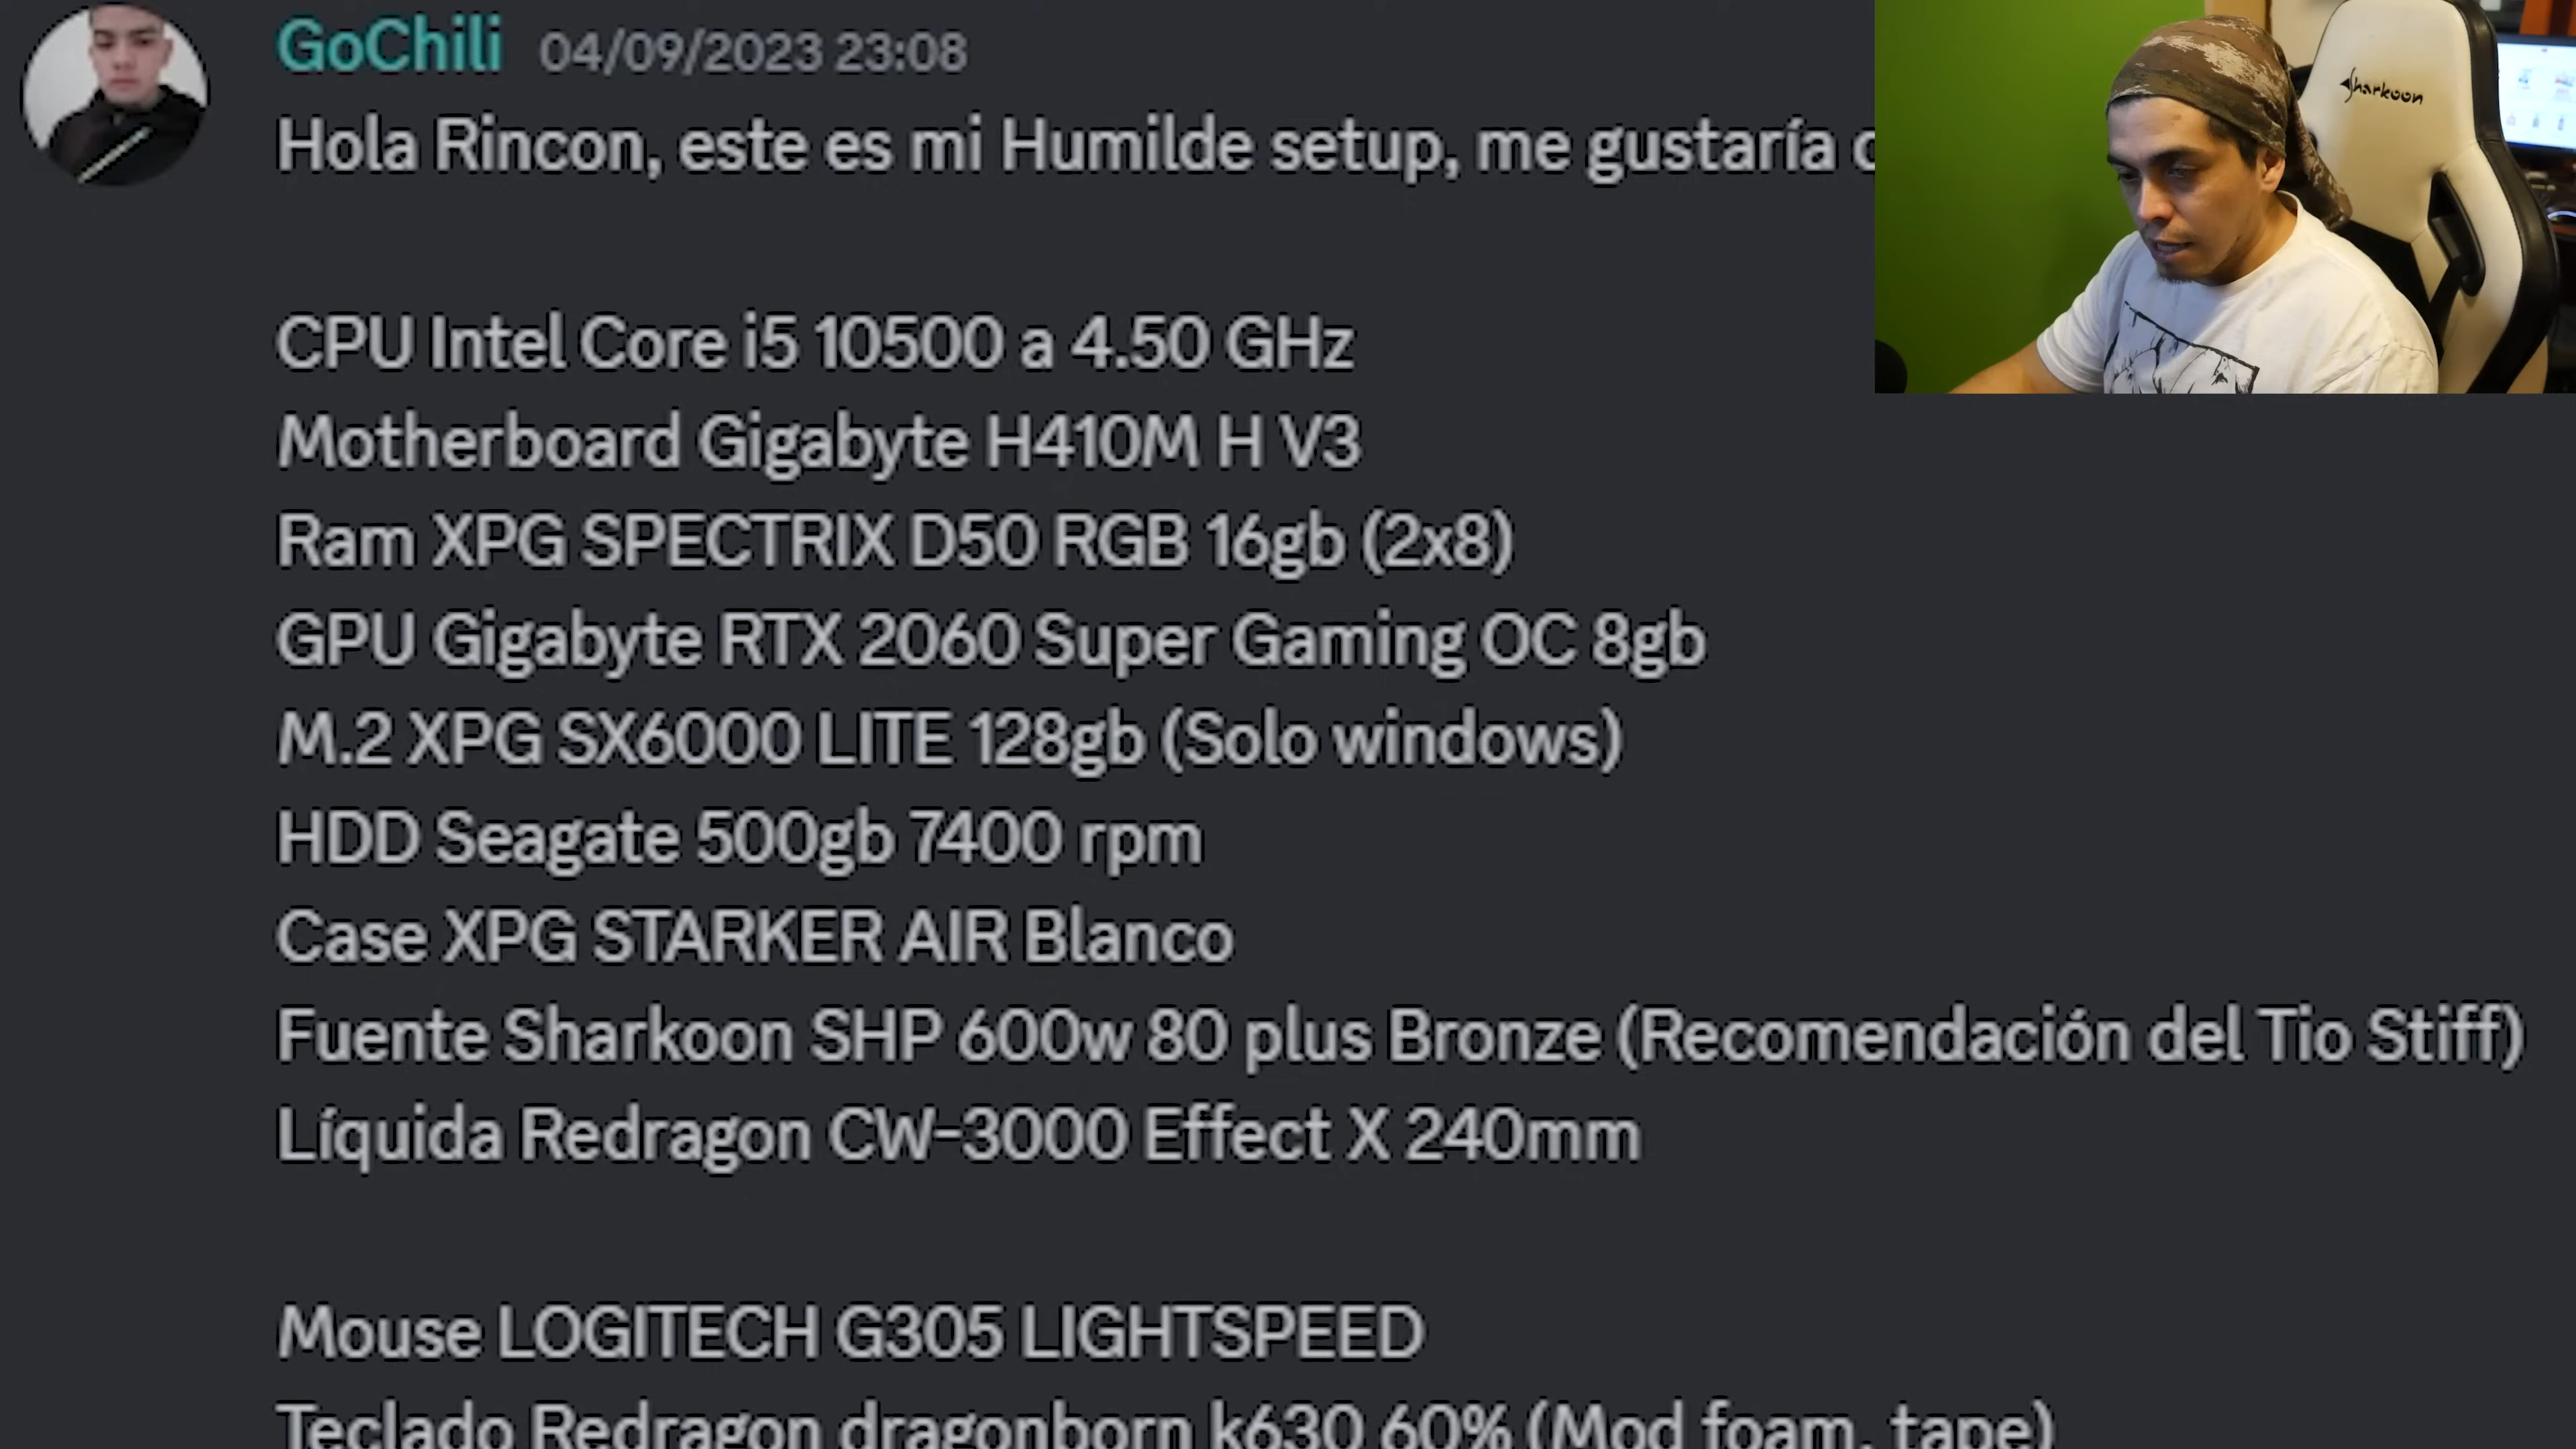 GoChili 04/09/2023 23:08
Hola Rincon, este es mi Humilde setup, me gustaría
CPU Intel Core i5 10500 a 4.50 GHz
Motherboard Gigabyte H410M H V3
Ram XPG SPECTRIX D50 RGB 16gb (2x8)
GPU Gigabyte RTX 2060 Super Gaming OC 8gb
M.2 XPG SX6000 LITE 128gb (Solo windows)
HDD Seagate 500gb 7400 rpm
Case XPG STARKER AIR Blanco
Fuente Sharkoon SHP 600w 80 plus Bronze (Recomendación del Tio Stiff)
Líquida Redragon CW-3000 Effect X 240mm
Mouse LOGITECH G305 LIGHTSPEED
Teclado Redragon dragonborn k630 60% (Mod foam, tape)
Sharkoon